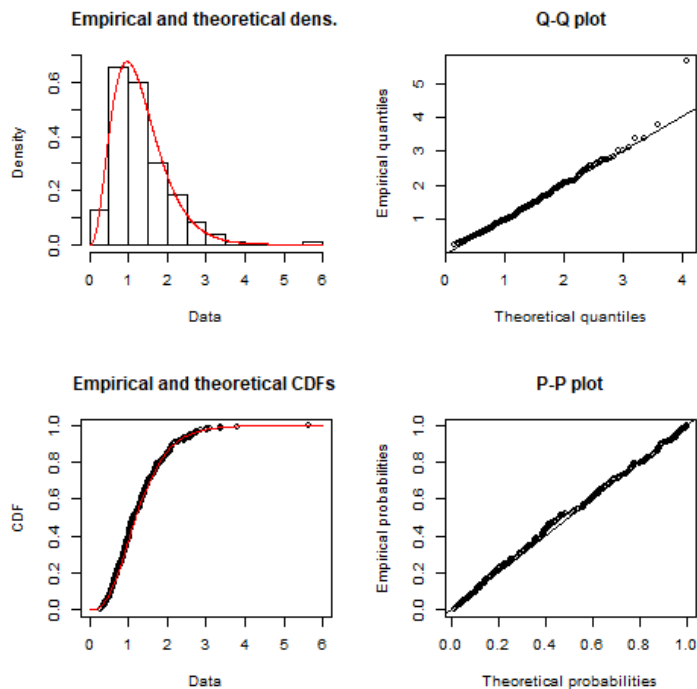 Empirical and theoretical dens.
Density
0.0 0.2 0.4 0.6
0 1 2 3 4 5 6
Data
Q-Q plot
Empirical quantiles
1 2 3 4 5
0 1 2 3 4
Theoretical quantiles
Empirical and theoretical CDFs
CDF
0.0 0.2 0.4 0.6 0.8 1.0
0 1 2 3 4 5 6
Data
P-P plot
Empirical probabilities
0.0 0.2 0.4 0.6 0.8 1.0
0.0 0.2 0.4 0.6 0.8 1.0
Theoretical probabilities